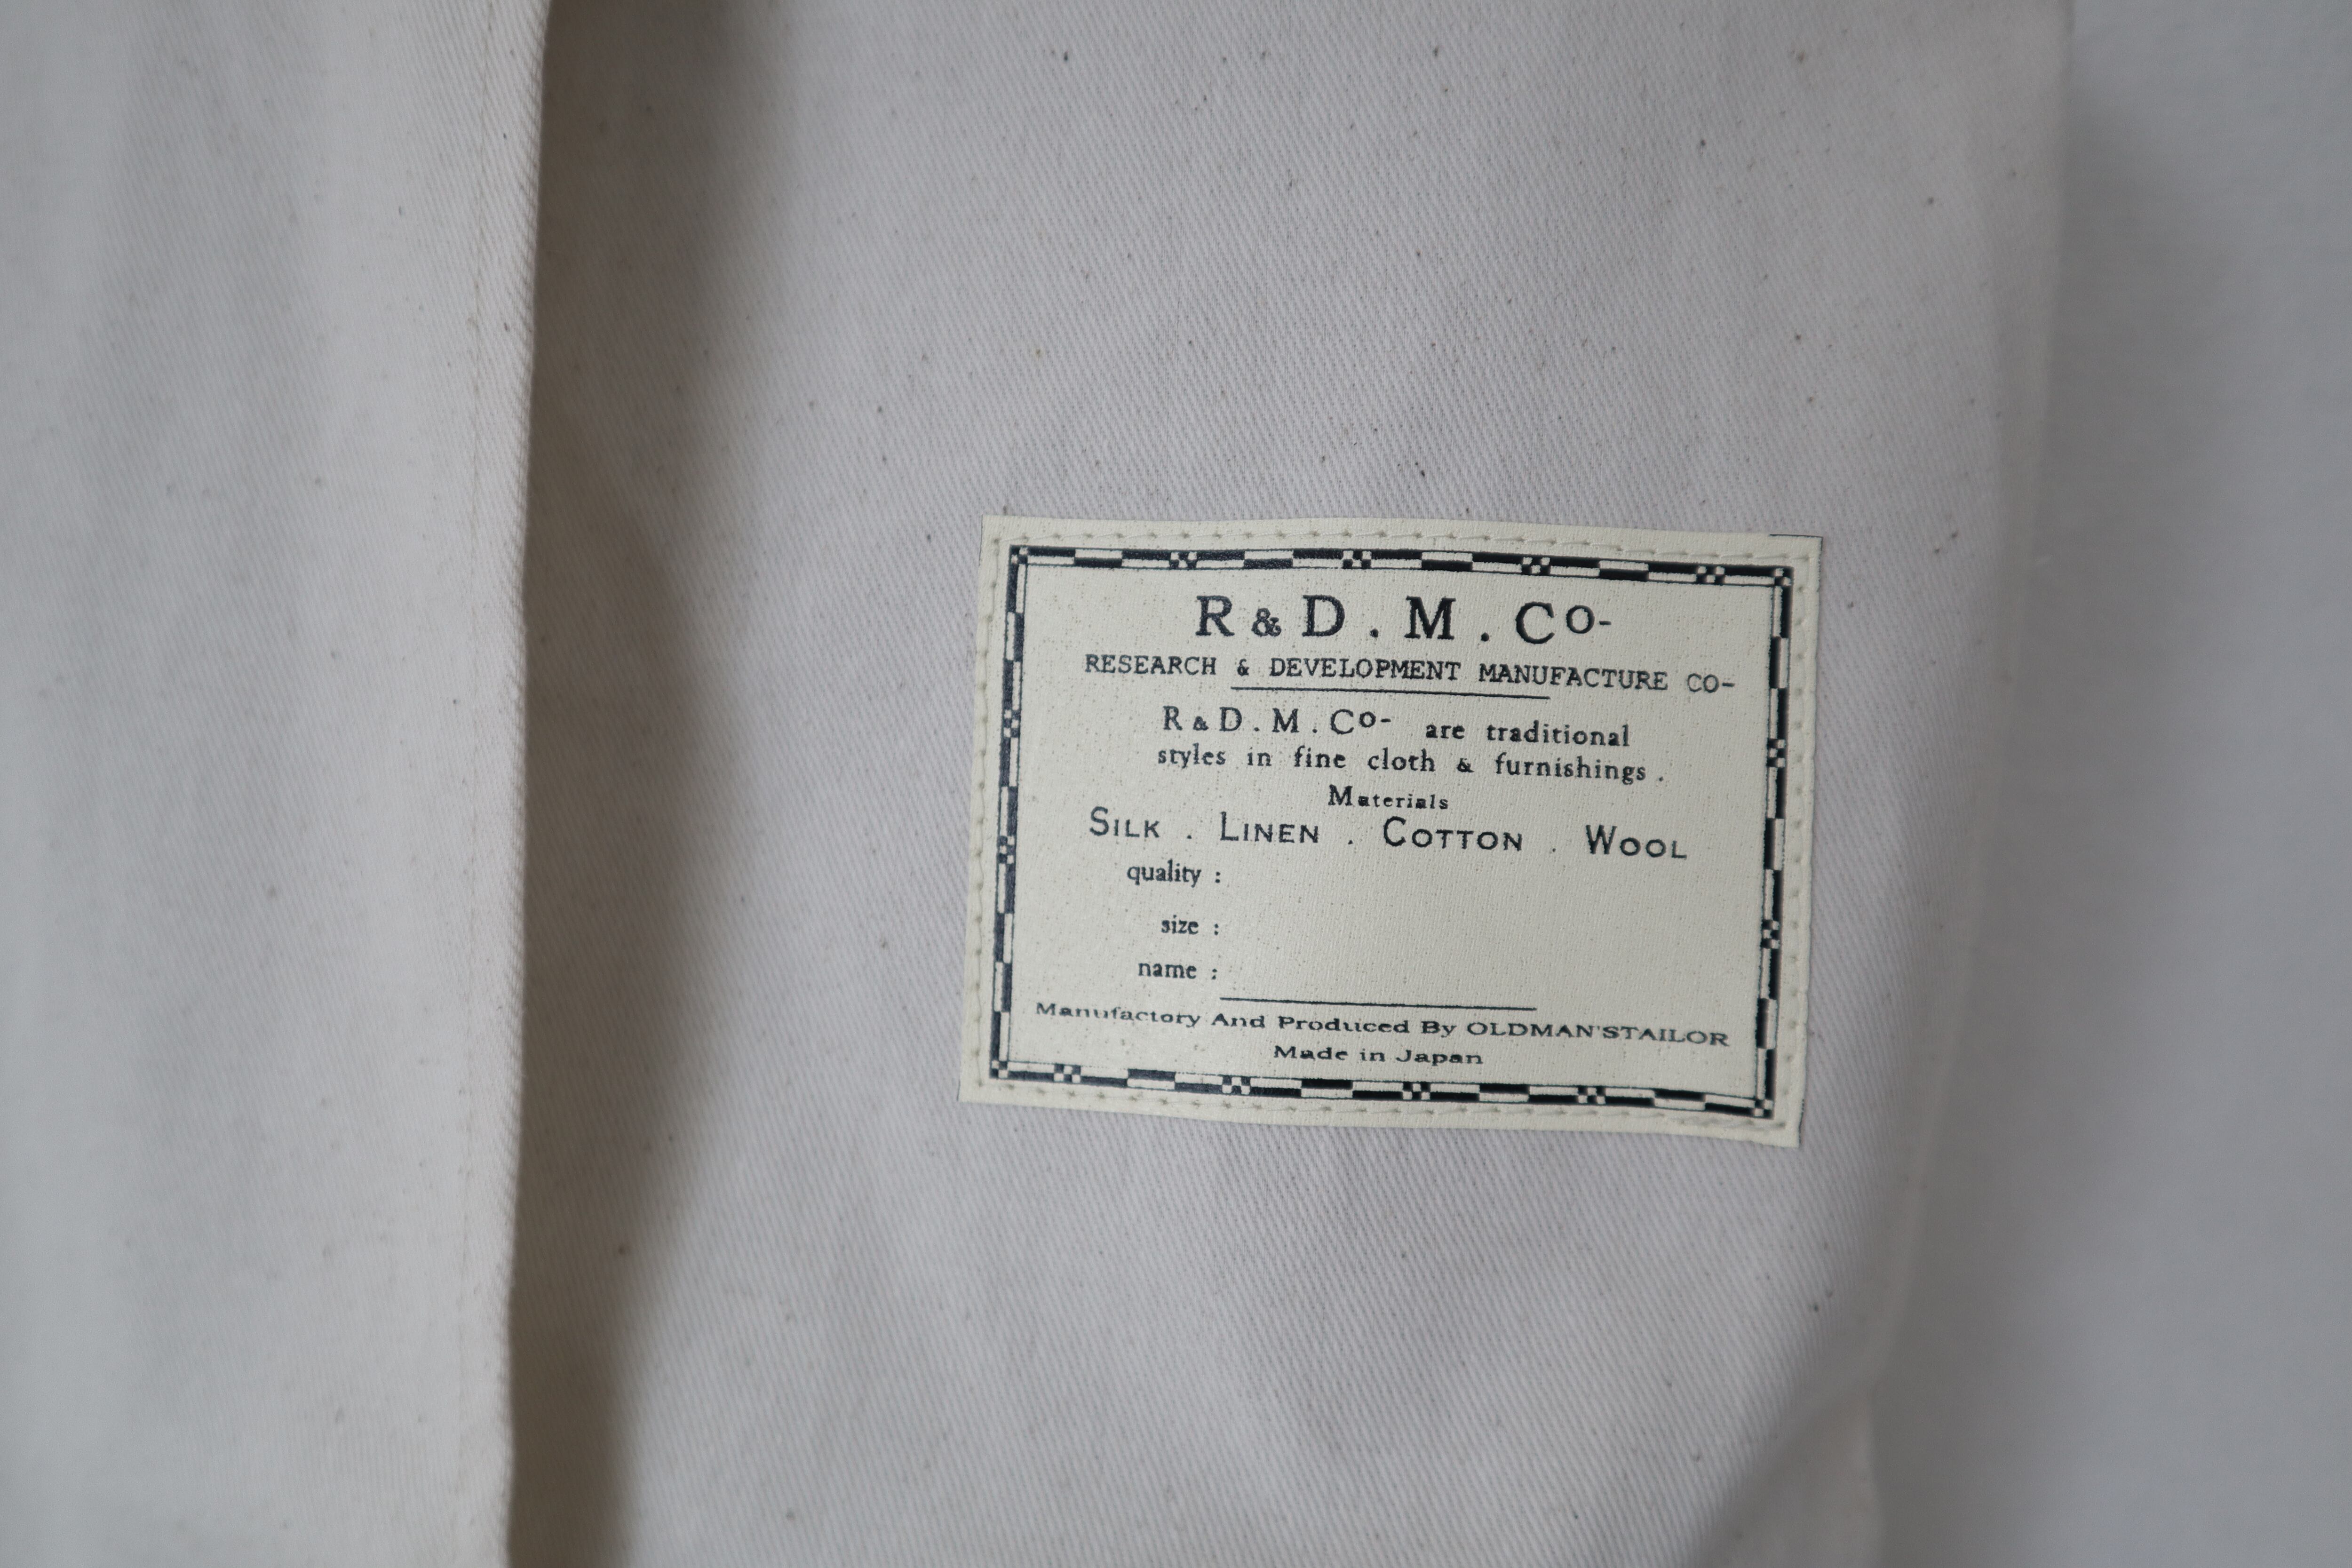 R & D . M . Co-
RESEARCH & DEVELOPMENT MANUFACTURE CO-
R & D . M . Co- are traditional
styles in fine cloth & furnishings .
Materials
SILK . LINEN . COTTON . WOOL
quality :
size :
name :
Manufactory And Produced By OLDMAN'STAILOR
Made in Japan